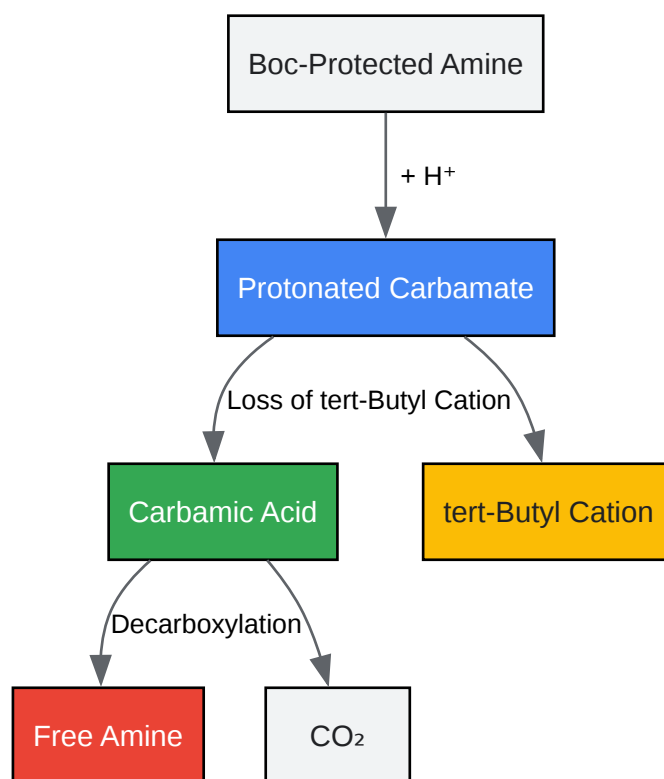 Boc-Protected Amine
+ H⁺
Protonated Carbamate
Loss of tert-Butyl Cation
Carbamic Acid
tert-Butyl Cation
Decarboxylation
Free Amine
CO₂